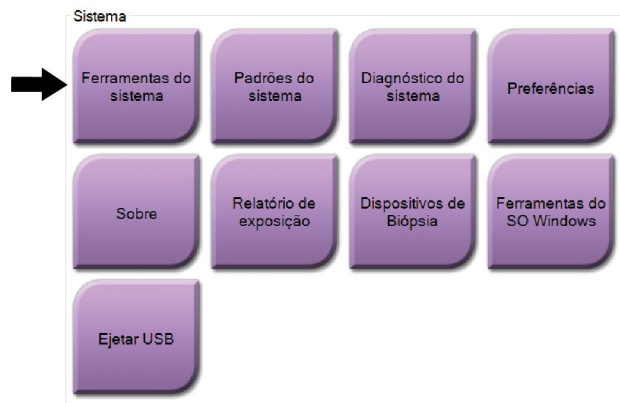 Sistema
Ferramentas do
sistema
Padrões do
sistema
Diagnóstico do
sistema
Preferências
Sobre
Relatório de
exposição
Dispositivos de
Biópsia
Ferramentas do
SO Windows
Ejetar USB